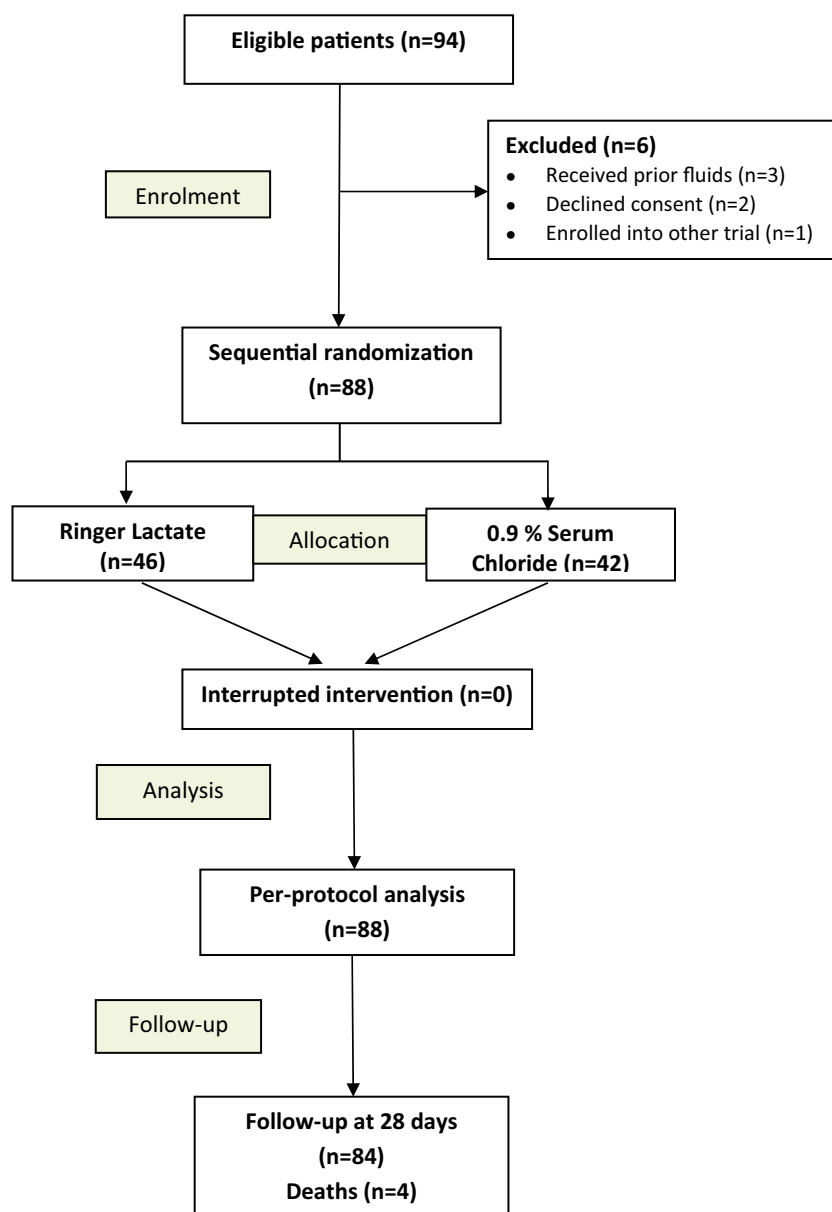 Eligible patients (n=94)
Excluded (n=6)
• Received prior fluids (n=3)
• Declined consent (n=2)
• Enrolled into other trial (n=1)
Enrolment
Sequential randomization
(n=88)
Ringer Lactate
(n=46)
Allocation
0.9 % Serum
Chloride (n=42)
Interrupted intervention (n=0)
Analysis
Per-protocol analysis
(n=88)
Follow-up
Follow-up at 28 days
(n=84)
Deaths (n=4)